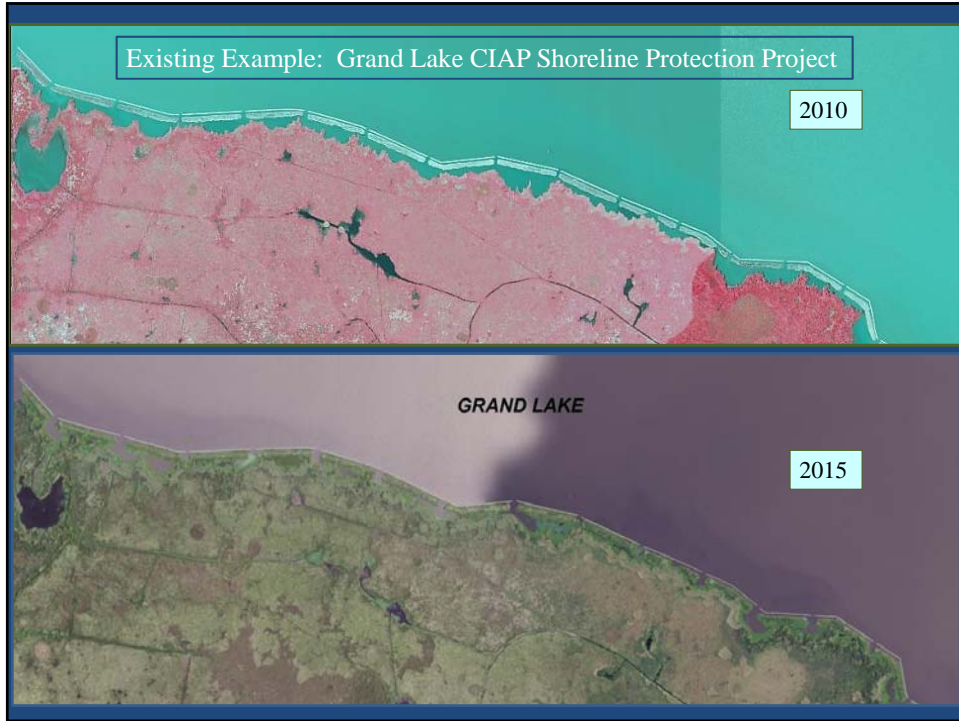 Existing Example: Grand Lake CIAP Shoreline Protection Project
2010
GRAND LAKE
2015